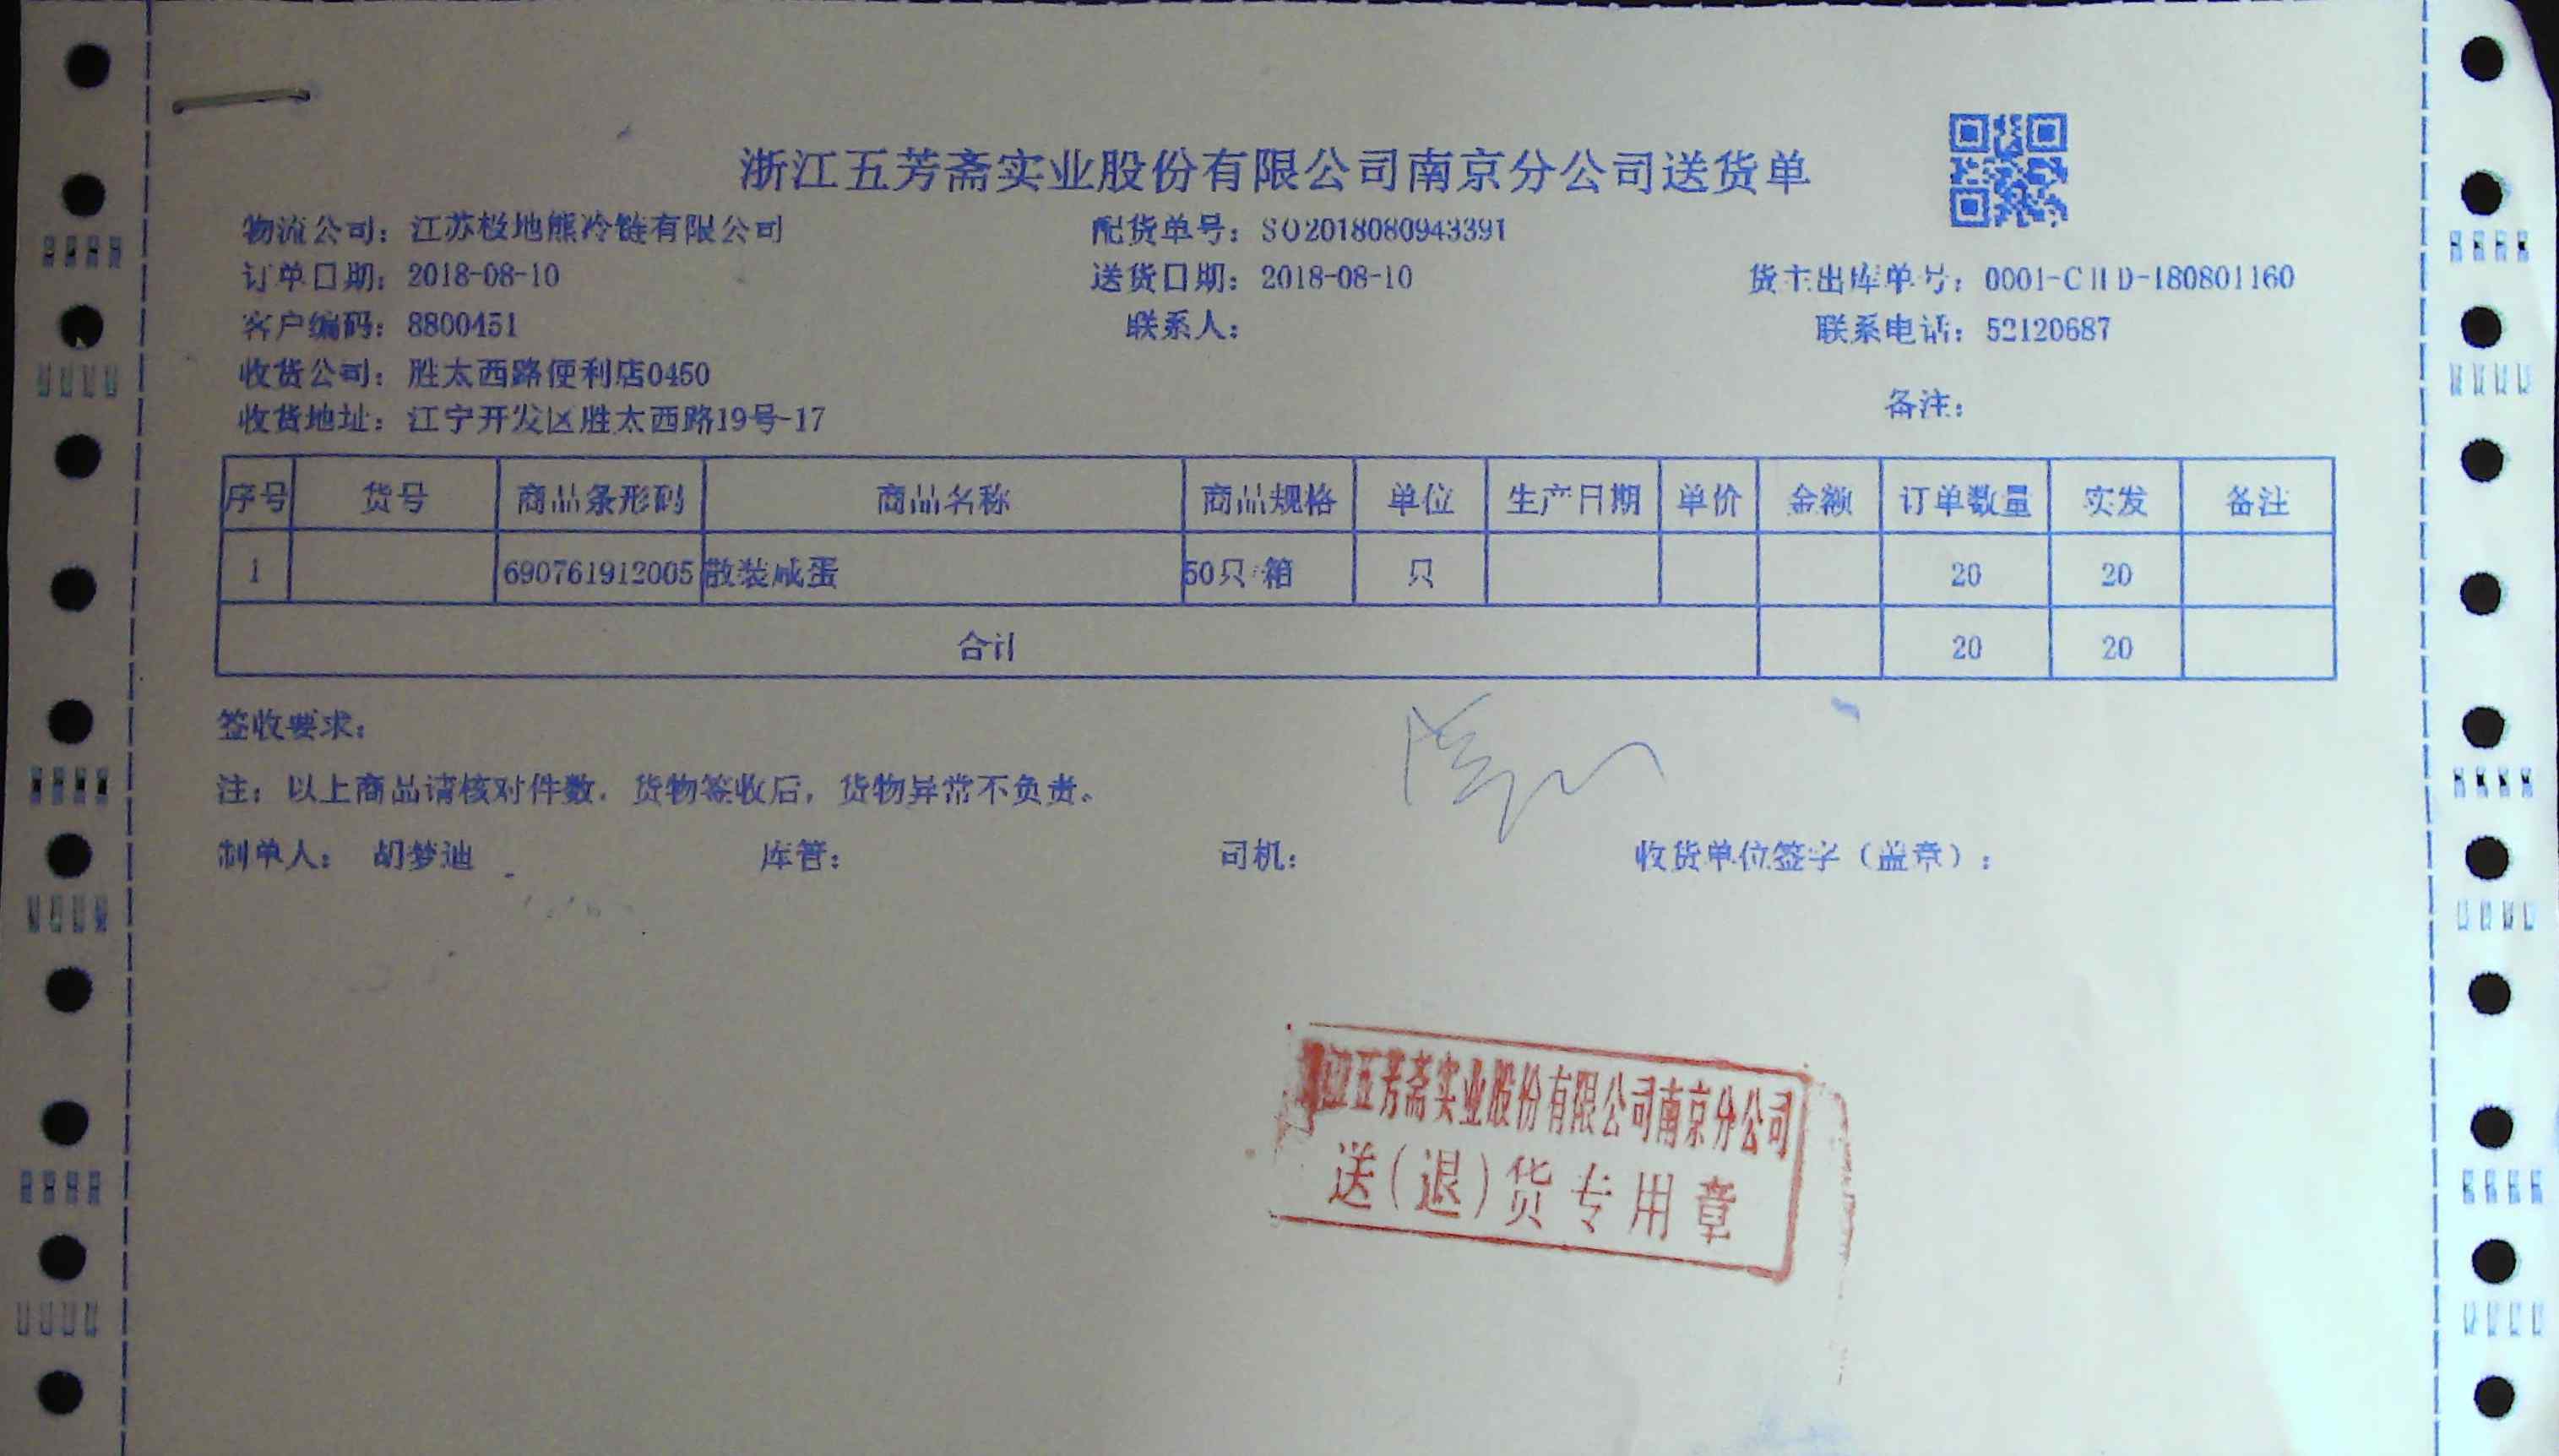 浙江五芳斋实业股份有限公司南京分公司送货单
物流公司：江苏极地熊冷链有限公司 配货单号：SO2018080943391
订单日期：2018-08-10 送货日期：2018-08-10 货主出库单号：0001-CHD-180801160
客户编码：8800451 联系人： 联系电话：52120687
收货公司：胜太西路便利店0450
收货地址：江宁开发区胜太西路19号-17 备注：
序号 货号 商品条形码 商品名称 商品规格 单位 生产日期 单价 金额 订单数量 实发 备注
1 690761912005 散装咸蛋 50只/箱 只 20 20
合计 20 20
签收要求：
注：以上商品请核对件数，货物签收后，货物异常不负责。
制单人： 胡梦迪 库管： 司机： 收货单位签字（盖章）：
浙江五芳斋实业股份有限公司南京分公司
送(退)货专用章